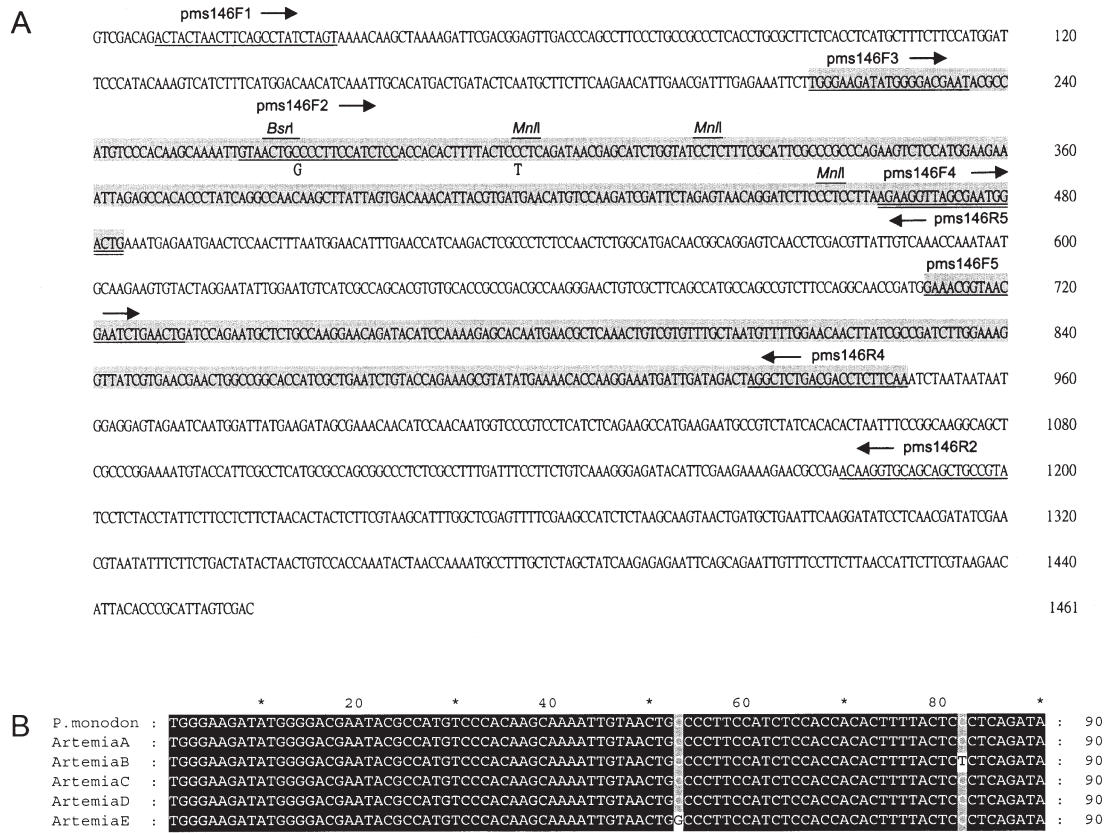 A
pms146F1
GTCGACAGACTACTAACTTCAGCCTATCTAGTAAAACAAGCTAAAAGATTCGACGGAGTTGACCCAGCCTTCCCTGCCGCCCTCACCTGCGCTTCTCACCTCATGCTTTCTTCCATGGAT 120
pms146F3
TCCCATACAAAGTCATCTTTCATGGACAACATCAAATTGCACATGACTGATACTCAATGCTTCTTCAAGAACATTGAACGATTTGAGAAATTCTTGGGAAGATATGGGGACGAATACGCC 240
pms146F2
BsrI MnlI MnlI
ATGTCCCACAAGCAAAATTGTAACTGCCCCTTCCATCTCCACCACACTTTTACTCCCTCAGATAACGAGCATCTGGTATCCTCTTTCGCATTCGCCCGCCCAGAAGTCTCCATGGAAGAA 360
G T
MnlI pms146F4
ATTAGAGCCACACCCTATCAGGCCAACAAGCTTATTAGTGACAAACATTACGTGATGAACATGTCCAAGATCGATTCTAGAGTAACAGGATCTTCCCTCCTTAAGAAGGTTAGCGAATGG 480
pms146R5
ACTGAAATGAGAATGAACTCCAACTTTAATGGAACATTTGAACCATCAAGACTCGCCCTCTCCAACTCTGGCATGACAACGGCAGGAGTCAACCTCGACGTTATTGTCAAACCAAATAAT 600
pms146F5
GCAAGAAGTGTACTAGGAATATTGGAATGTCATCGCCAGCACGTGTGCACCGCCGACGCCAAGGGAACTGTCGCTTCAGCCATGCCAGCCGTCTTCCAGGCAACCGATGGAAACGGTAAC 720
GAATCTGAACTGATCCAGAATGCTCTGCCAAGGAACAGATACATCCAAAAGAGCACAATGAACGCTCAAACTGTCGTGTTTGCTAATGTTTTGGAACAACTTATCGCCGATCTTGGAAAG 840
pms146R4
GTTATCGTGAACGAACTGGCCGGCACCATCGCTGAATCTGTACCAGAAAGCGTATATGAAAACACCAAGGAAATGATTGATAGACTAGGCTCTGACGACCTCTTCAAATCTAATAATAAT 960
GGAGGAGTAGAATCAATGGATTATGAAGATAGCGAAACAACATCCAACAATGGTCCCGTCCTCATCTCAGAAGCCATGAAGAATGCCGTCTATCACACACTAATTTCCGGCAAGGCAGCT 1080
pms146R2
CGCCCGGAAAATGTACCATTCGCCTCATGCGCCAGCGGCCCTCTCGCCTTTGATTTCCTTCTGTCAAAGGGAGATACATTCGAAGAAAAGAACGCCGAACAAGGTGCAGCAGCTGCCGTA 1200
TCCTCTACCTATTCTTCCTCTTCTAACACTACTCTTCGTAAGCATTTGGCTCGAGTTTTCGAAGCCATCTCTAAGCAAGTAACTGATGCTGAATTCAAGGATATCCTCAACGATATCGAA 1320
CGTAATATTTCTTCTGACTATACTAACTGTCCACCAAATACTAACCAAAATGCCTTTGCTCTAGCTATCAAGAGAGAATTCAGCAGAATTGTTTCCTTCTTAACCATTCTTCGTAAGAAC 1440
ATTACACCCGCATTAGTCGAC 1461
B
* 20 * 40 * 60 * 80 *
P.monodon : TGGGAAGATATGGGGACGAATACGCCATGTCCCACAAGCAAAATTGTAACTGCCCCTTCCATCTCCACCACACTTTTACTCCCTCAGATA : 90
ArtemiaA : TGGGAAGATATGGGGACGAATACGCCATGTCCCACAAGCAAAATTGTAACTGCCCCTTCCATCTCCACCACACTTTTACTCCCTCAGATA : 90
ArtemiaB : TGGGAAGATATGGGGACGAATACGCCATGTCCCACAAGCAAAATTGTAACTGCCCCTTCCATCTCCACCACACTTTTACTCTCTCAGATA : 90
ArtemiaC : TGGGAAGATATGGGGACGAATACGCCATGTCCCACAAGCAAAATTGTAACTGCCCCTTCCATCTCCACCACACTTTTACTCCCTCAGATA : 90
ArtemiaD : TGGGAAGATATGGGGACGAATACGCCATGTCCCACAAGCAAAATTGTAACTGCCCCTTCCATCTCCACCACACTTTTACTCCCTCAGATA : 90
ArtemiaE : TGGGAAGATATGGGGACGAATACGCCATGTCCCACAAGCAAAATTGTAACTGGCCCTTCCATCTCCACCACACTTTTACTCCCTCAGATA : 90